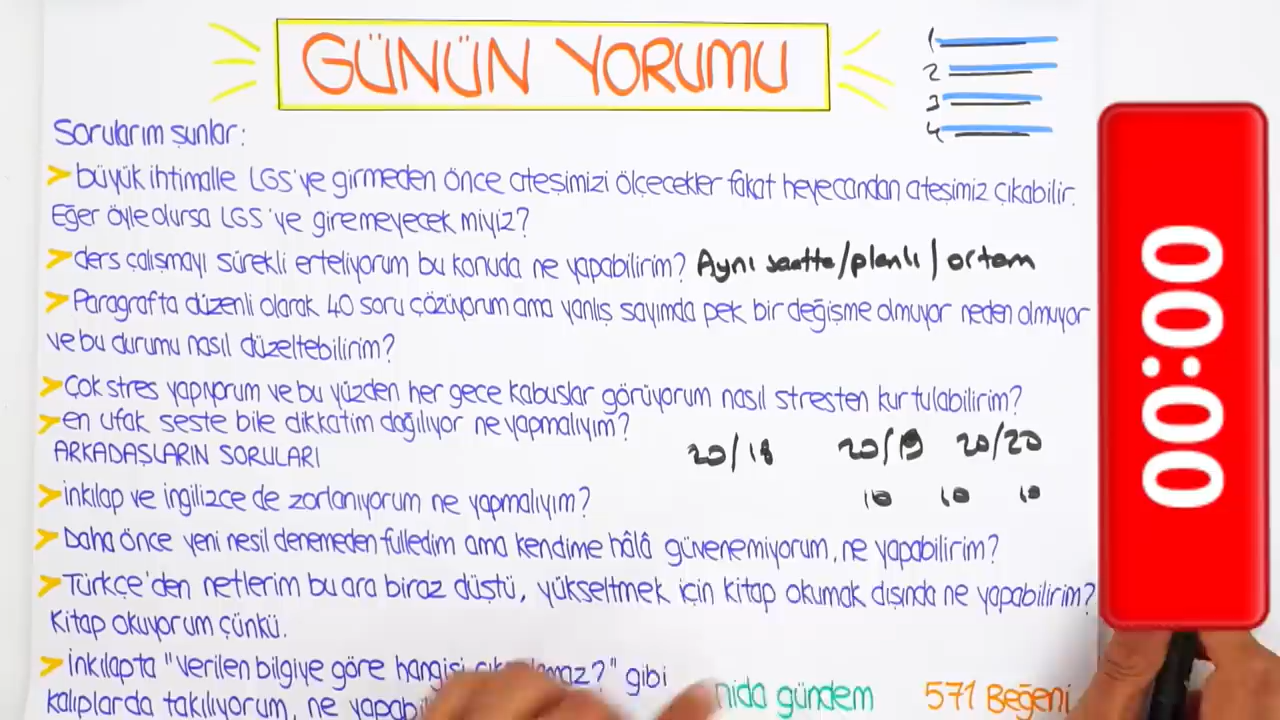 GÜNÜN YORUMU
1
2
3
4
Sorularım şunlar:
büyük ihtimalle LGS'ye girmeden önce ateşimizi ölçecekler fakat heyecandan ateşimiz çıkabilir.
Eğer öyle olursa LGS'ye giremeyecek miyiz?
ders çalışmayı sürekli erteliyorum bu konuda ne yapabilirim? Aynı saatte/planlı/ortam
Paragrafta düzenli olarak 40 soru çözüyorum ama yanlış sayımda pek bir değişme olmuyor neden olmuyor
ve bu durumu nasıl düzeltebilirim?
Çok stres yapıyorum ve bu yüzden her gece kabuslar görüyorum nasıl stresten kurtulabilirim?
en ufak seste bile dikkatim dağılıyor ne yapmalıyım?
20/18 20/19 20/20
ARKADAŞLARIN SORULARI
inkılap ve ingilizce de zorlanıyorum ne yapmalıyım?
10 10 10
Daha önce yeni nesil denemeden fulledim ama kendime hâlâ güvenemiyorum, ne yapabilirim?
Türkçe'den netlerim bu ara biraz düştü, yükseltmek için kitap okumak dışında ne yapabilirim?
Kitap okuyorum çünkü.
İnkılapta "Verilen bilgiye göre hangisi gibi
kalıplarda takılıyorum, ne
gündem 571 Beğeni
00:00